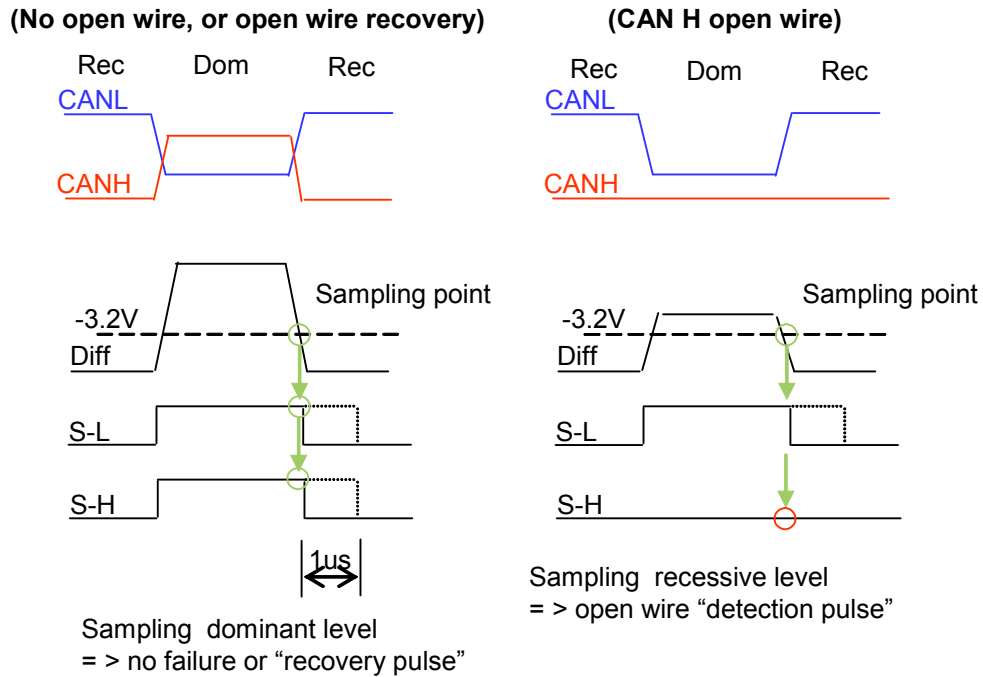 (No open wire, or open wire recovery)
Rec Dom Rec
CANL
CANH
Sampling point
-3.2V
Diff
S-L
S-H
1us
Sampling dominant level
= > no failure or “recovery pulse”
(CAN H open wire)
Rec Dom Rec
CANL
CANH
Sampling point
-3.2V
Diff
S-L
S-H
Sampling recessive level
= > open wire “detection pulse”